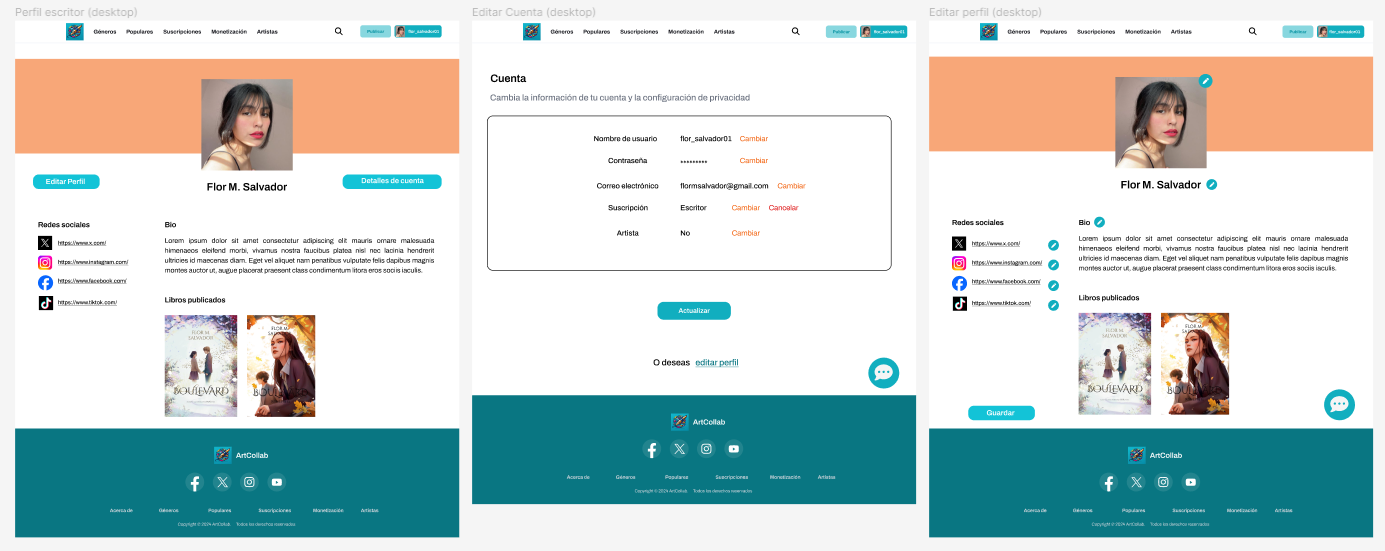 Perfil escritor (desktop)
Géneros Populares Suscripciones Monetización Artistas Publicar flor_salvador01
Editar Perfil
Flor M. Salvador
Detalles de cuenta
Redes sociales
https://www.x.com/
https://www.instagram.com/
https://www.facebook.com/
https://www.tiktok.com/
Bio
Lorem ipsum dolor sit amet consectetur adipiscing elit mauris ornare malesuada
himenaeos eleifend morbi, vivamus nostra faucibus platea nisl nec lacinia hendrerit
ultricies id maecenas diam. Eget vel aliquet nam penatibus vulputate felis dapibus magnis
montes auctor ut, augue placerat praesent class condimentum litora eros sociis iaculis.
Libros publicados
FLOR M.
SALVADOR
BOULEVARD
FLOR M.
ArtCollab
Acerca de Géneros Populares Suscripciones Monetización Artistas
Copyright © 2024 ArtCollab. Todos los derechos reservados.
Editar Cuenta (desktop)
Géneros Populares Suscripciones Monetización Artistas Publicar flor_salvador01
Cuenta
Cambia la información de tu cuenta y la configuración de privacidad
Nombre de usuario flor_salvador01 Cambiar
Contraseña ••••••••• Cambiar
Correo electrónico flormsalvador@gmail.com Cambiar
Suscripción Escritor Cambiar Cancelar
Artista No Cambiar
Actualizar
O deseas editar perfil
ArtCollab
Acerca de Géneros Populares Suscripciones Monetización Artistas
Copyright © 2024 ArtCollab. Todos los derechos reservados.
Editar perfil (desktop)
Géneros Populares Suscripciones Monetización Artistas Publicar flor_salvador01
Flor M. Salvador
Redes sociales
https://www.x.com/
https://www.instagram.com/
https://www.facebook.com/
https://www.tiktok.com/
Bio
Lorem ipsum dolor sit amet consectetur adipiscing elit mauris ornare malesuada
himenaeos eleifend morbi, vivamus nostra faucibus platea nisl nec lacinia hendrerit
ultricies id maecenas diam. Eget vel aliquet nam penatibus vulputate felis dapibus magnis
montes auctor ut, augue placerat praesent class condimentum litora eros sociis iaculis.
Libros publicados
FLOR M.
SALVADOR
BOULEVARD
FLOR M.
Guardar
ArtCollab
Acerca de Géneros Populares Suscripciones Monetización Artistas
Copyright © 2024 ArtCollab. Todos los derechos reservados.